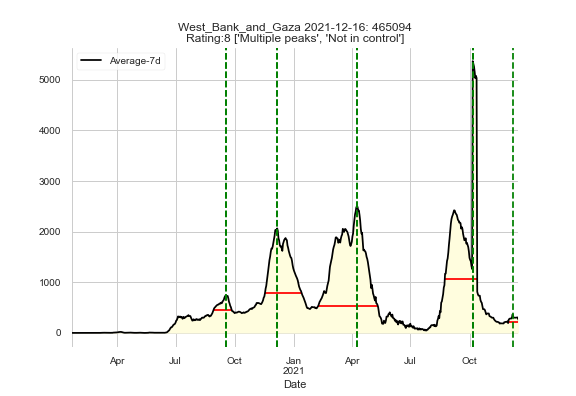 West_Bank_and_Gaza 2021-12-16: 465094
Rating:8 ['Multiple peaks', 'Not in control']
Average-7d
5000
4000
3000
2000
1000
0
Apr Jul Oct Jan Apr Jul Oct
2021
Date